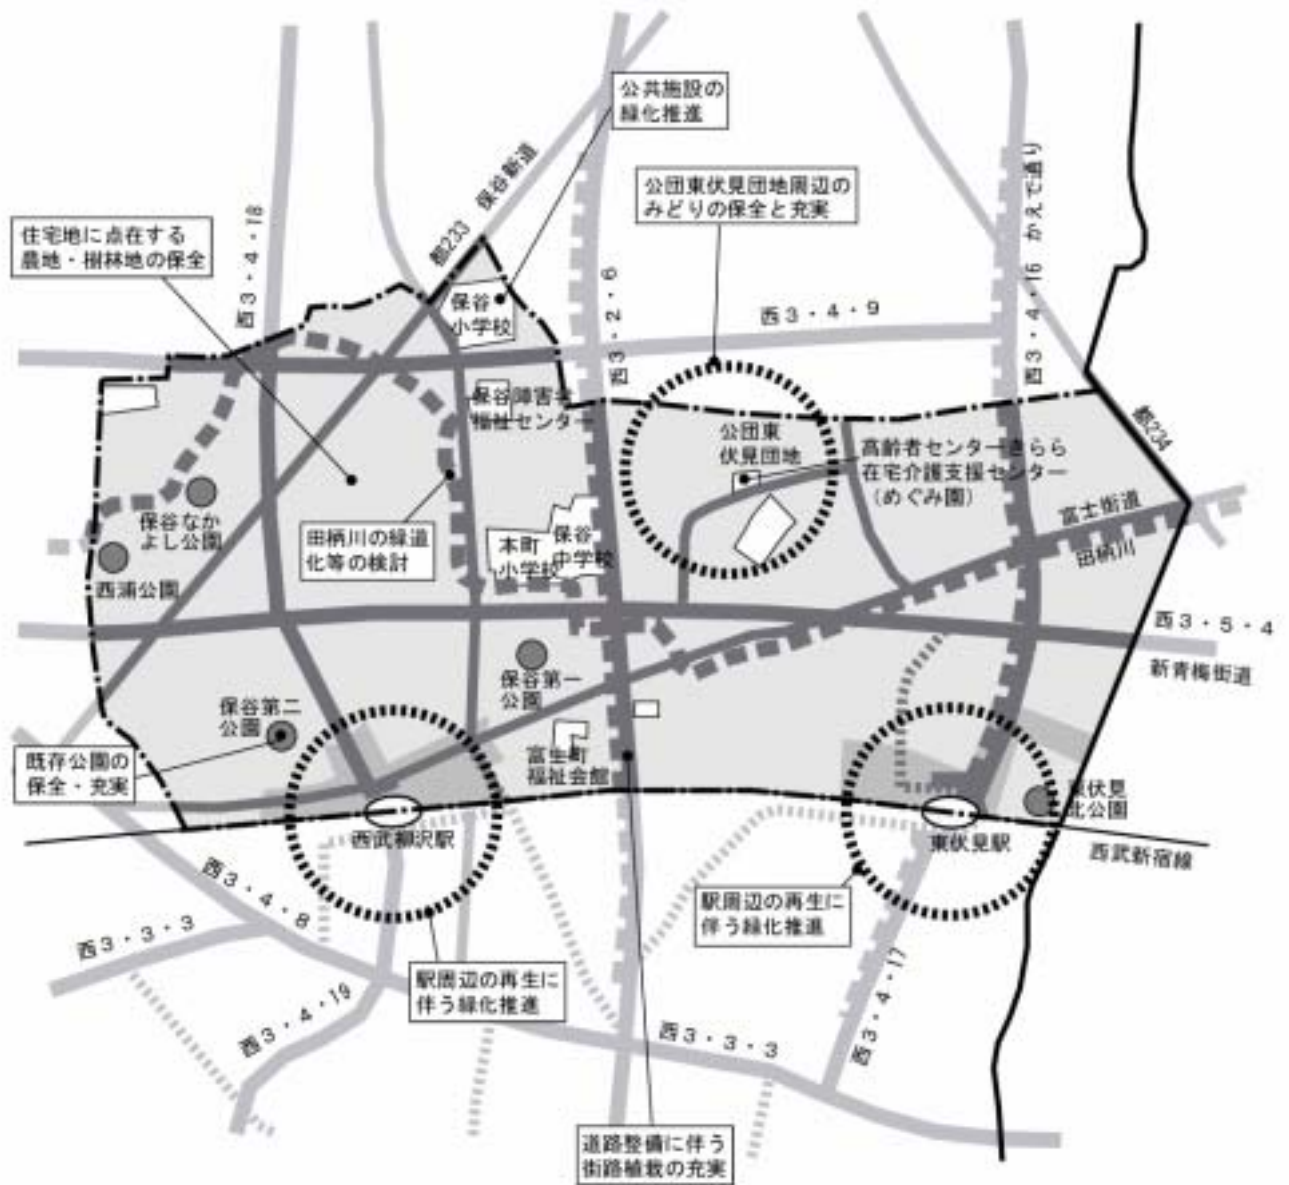 公共施設の
緑化推進
都233 保谷新道
公団東伏見団地周辺の
みどりの保全と充実
西3・4・16 かえで通り
住宅地に点在する
農地・樹林地の保全
西3・4・18
保谷
小学校
西3・2・6
西3・4・9
保谷障害者
福祉センター
公団東
伏見団地
高齢者センターきらら
在宅介護支援センター
(めぐみ園)
都234
保谷なか
よし公園
田柄川の緑道
化等の検討
本町
小学校
保谷
中学校
富士街道
田柄川
西浦公園
西3・5・4
新青梅街道
保谷第一
公園
保谷第二
公園
既存公園の
保全・充実
富士町
福祉会館
東伏見
北公園
西武柳沢駅
東伏見駅
西武新宿線
西3・4・8
駅周辺の再生に
伴う緑化推進
西3・3・3
駅周辺の再生に
伴う緑化推進
西3・4・17
西3・4・19
西3・3・3
道路整備に伴う
街路植栽の充実